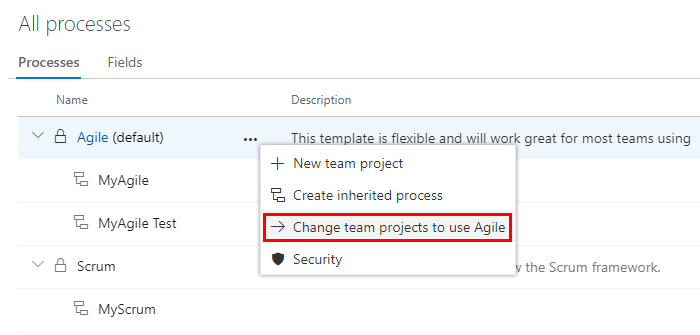 All processes
Processes Fields
Name Description
Agile (default) ... This template is flexible and will work great for most teams using
New team project
MyAgile
Create inherited process
MyAgile Test
Change team projects to use Agile
Security
Scrum the Scrum framework.
MyScrum